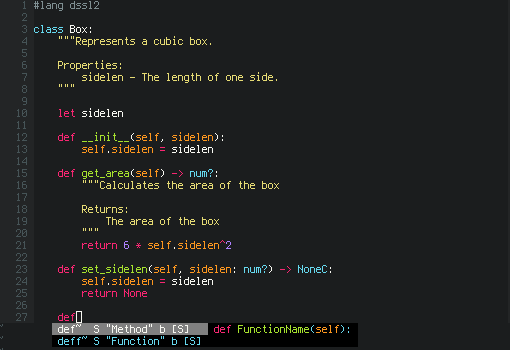 1 #lang dssl2
2
3 class Box:
4 """Represents a cubic box.
5
6 Properties:
7 sidelen - The length of one side.
8 """
9
10 let sidelen
11
12 def __init__(self, sidelen):
13 self.sidelen = sidelen
14
15 def get_area(self) -> num?:
16 """Calculates the area of the box
17
18 Returns:
19 The area of the box
20 """
21 return 6 * self.sidelen^2
22
23 def set_sidelen(self, sidelen: num?) -> NoneC:
24 self.sidelen = sidelen
25 return None
26
27 def
~ def~ S "Method" b [S] def FunctionName(self):
~ deff~ S "Function" b [S]